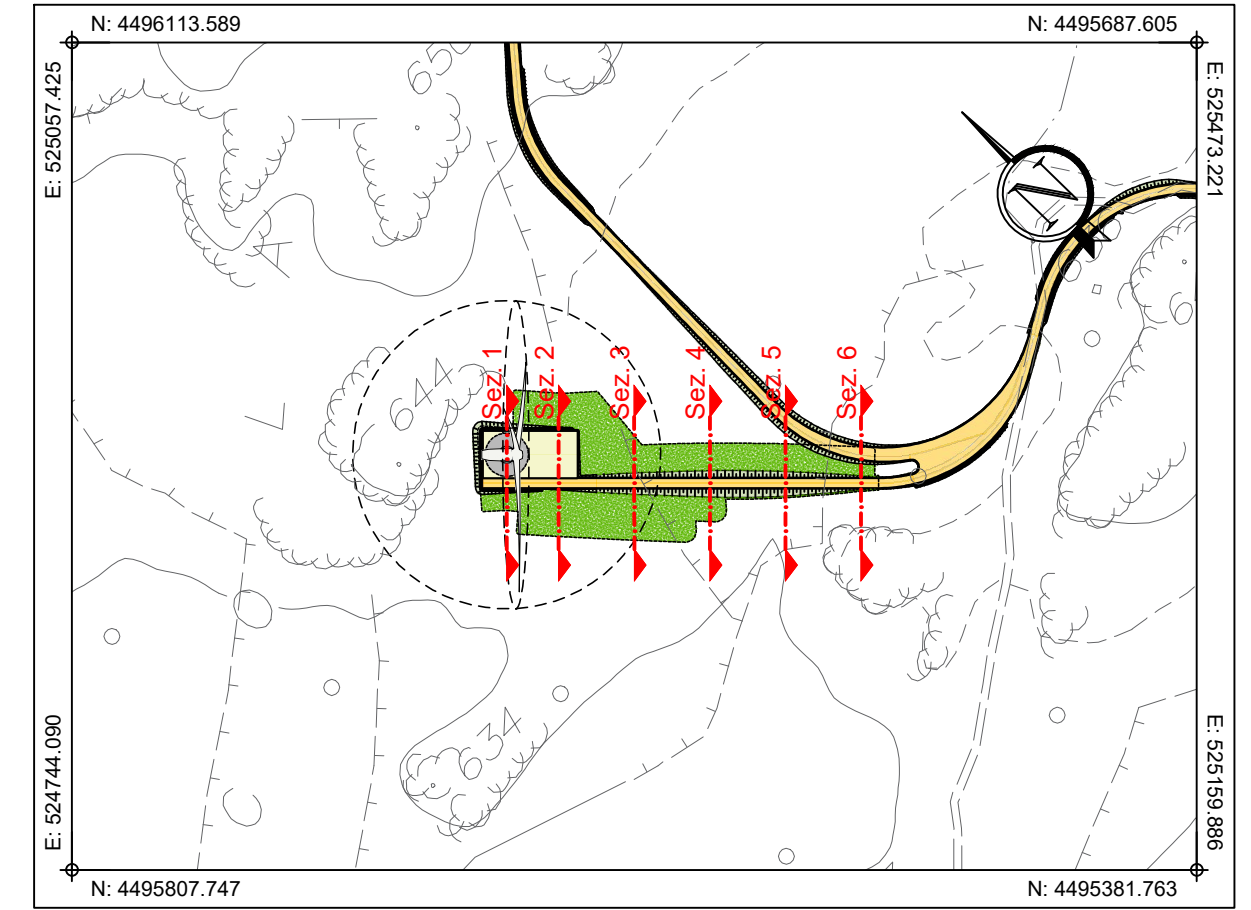 N: 4496113.589
N: 4495687.605
E: 525057.425
E: 525473.221
650
N
Sez. 1
Sez. 2
Sez. 3
Sez. 4
Sez. 5
Sez. 6
644
634
E: 524744.090
E: 525159.886
N: 4495807.747
N: 4495381.763